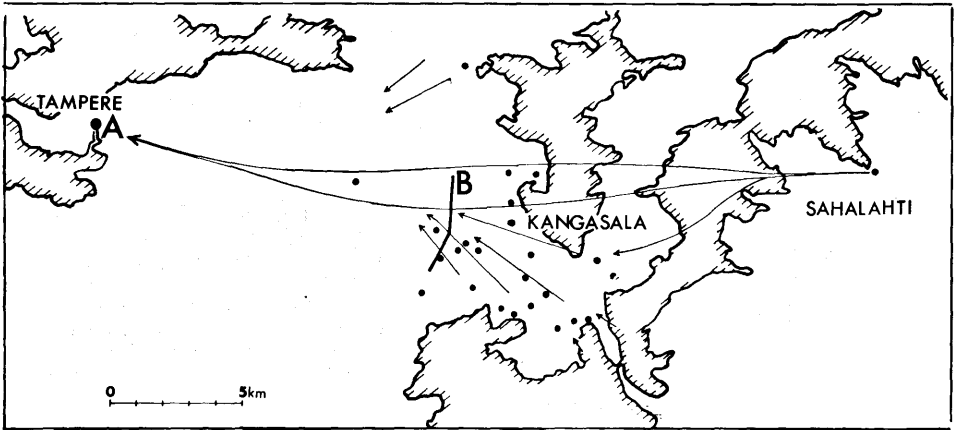 TAMPERE
A
B
KANGASALA
SAHALAHTI
0 5km